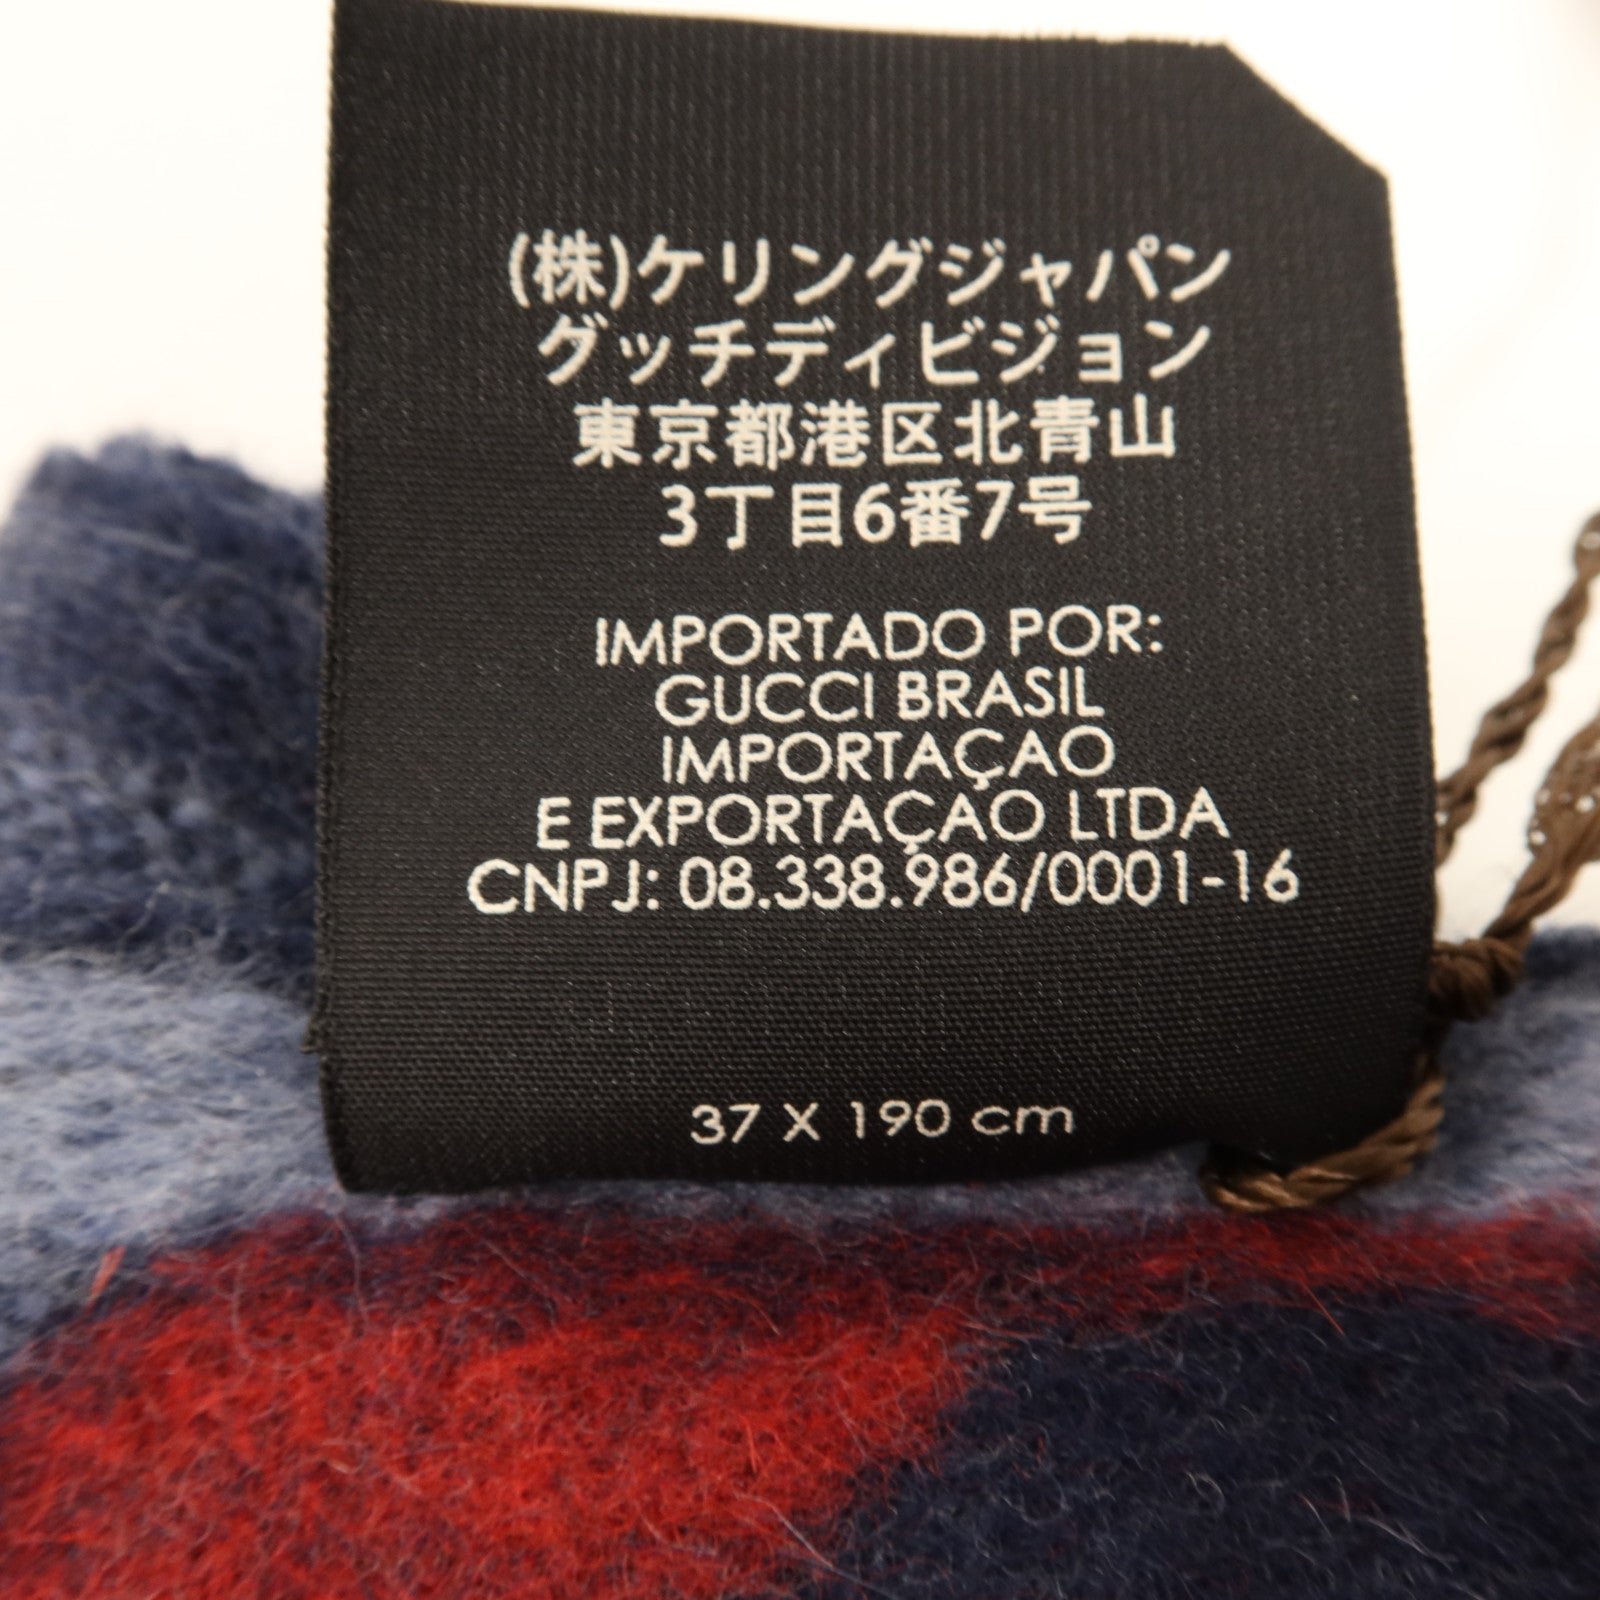 (株)ケリングジャパン
グッチディビジョン
東京都港区北青山
3丁目6番7号
IMPORTADO POR:
GUCCI BRASIL
IMPORTAÇAO
E EXPORTAÇAO LTDA
CNPJ: 08.338.986/0001-16
37 X 190 cm